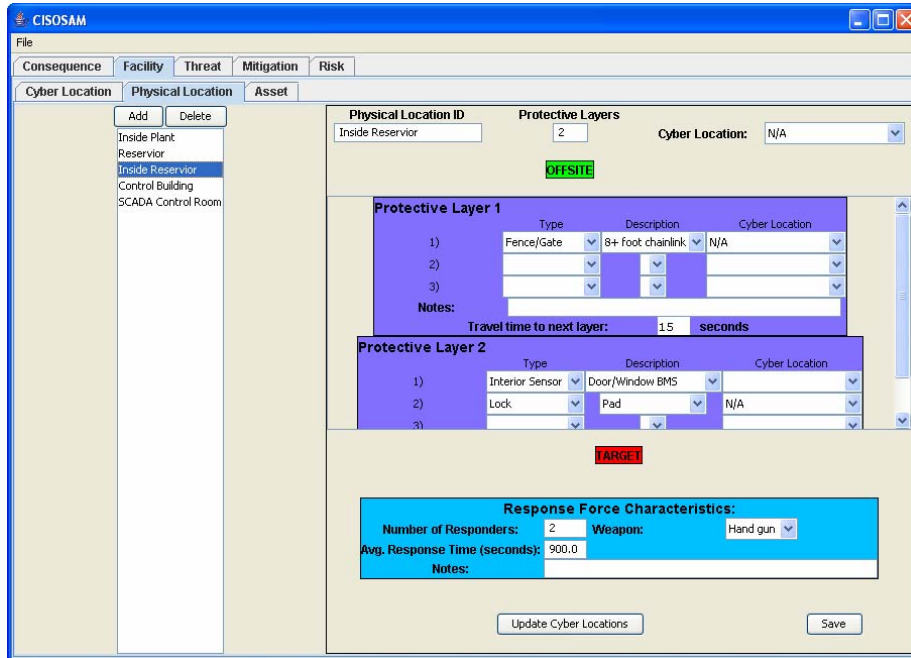 CISOSAM
File
Consequence Facility Threat Mitigation Risk
Cyber Location Physical Location Asset
Add Delete
Inside Plant
Reservior
Inside Reservior
Control Building
SCADA Control Room
Physical Location ID Protective Layers
Inside Reservior 2 Cyber Location: N/A
OFFSITE
Protective Layer 1
Type Description Cyber Location
1) Fence/Gate 8+ foot chainlink N/A
2)
3)
Notes:
Travel time to next layer: 15 seconds
Protective Layer 2
Type Description Cyber Location
1) Interior Sensor Door/Window BMS
2) Lock Pad N/A
3)
TARGET
Response Force Characteristics:
Number of Responders: 2 Weapon: Hand gun
Avg. Response Time (seconds): 900.0
Notes:
Update Cyber Locations Save